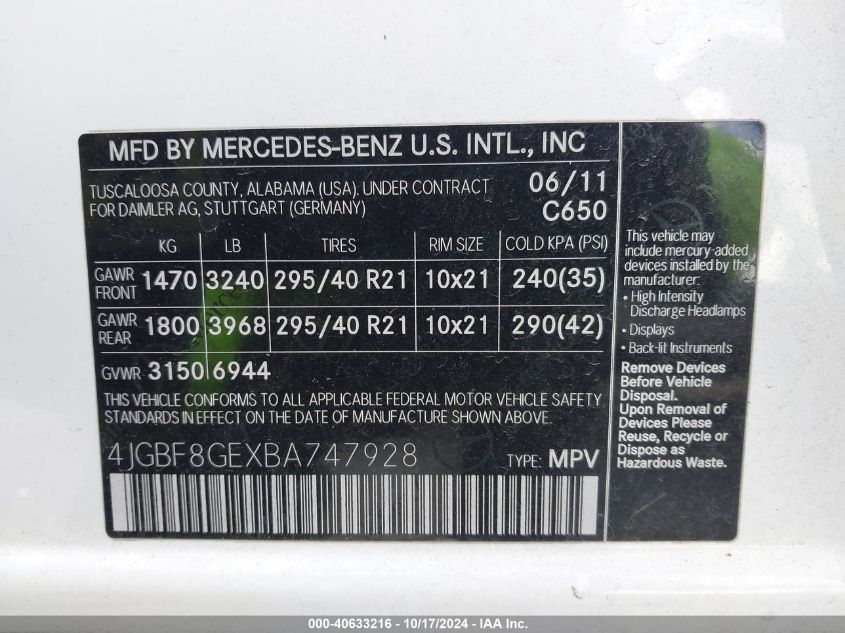 MFD BY MERCEDES-BENZ U.S. INTL., INC
TUSCALOOSA COUNTY, ALABAMA (USA). UNDER CONTRACT
FOR DAIMLER AG, STUTTGART (GERMANY)
06/11
C650
KG LB TIRES RIM SIZE COLD KPA (PSI)
GAWR FRONT 1470 3240 295/40 R21 10x21 240(35)
GAWR REAR 1800 3968 295/40 R21 10x21 290(42)
GVWR 3150 6944
THIS VEHICLE CONFORMS TO ALL APPLICABLE FEDERAL MOTOR VEHICLE SAFETY
STANDARDS IN EFFECT ON THE DATE OF MANUFACTURE SHOWN ABOVE.
4JGBF8GEXBA747928 TYPE: MPV
This vehicle may
include mercury-added
devices installed by the
manufacturer:
• High Intensity
Discharge Headlamps
• Displays
• Back-lit Instruments
Remove Devices
Before Vehicle
Disposal.
Upon Removal of
Devices Please
Reuse, Recycle or
Dispose as
Hazardous Waste.
000-40633216 - 10/17/2024 - IAA Inc.